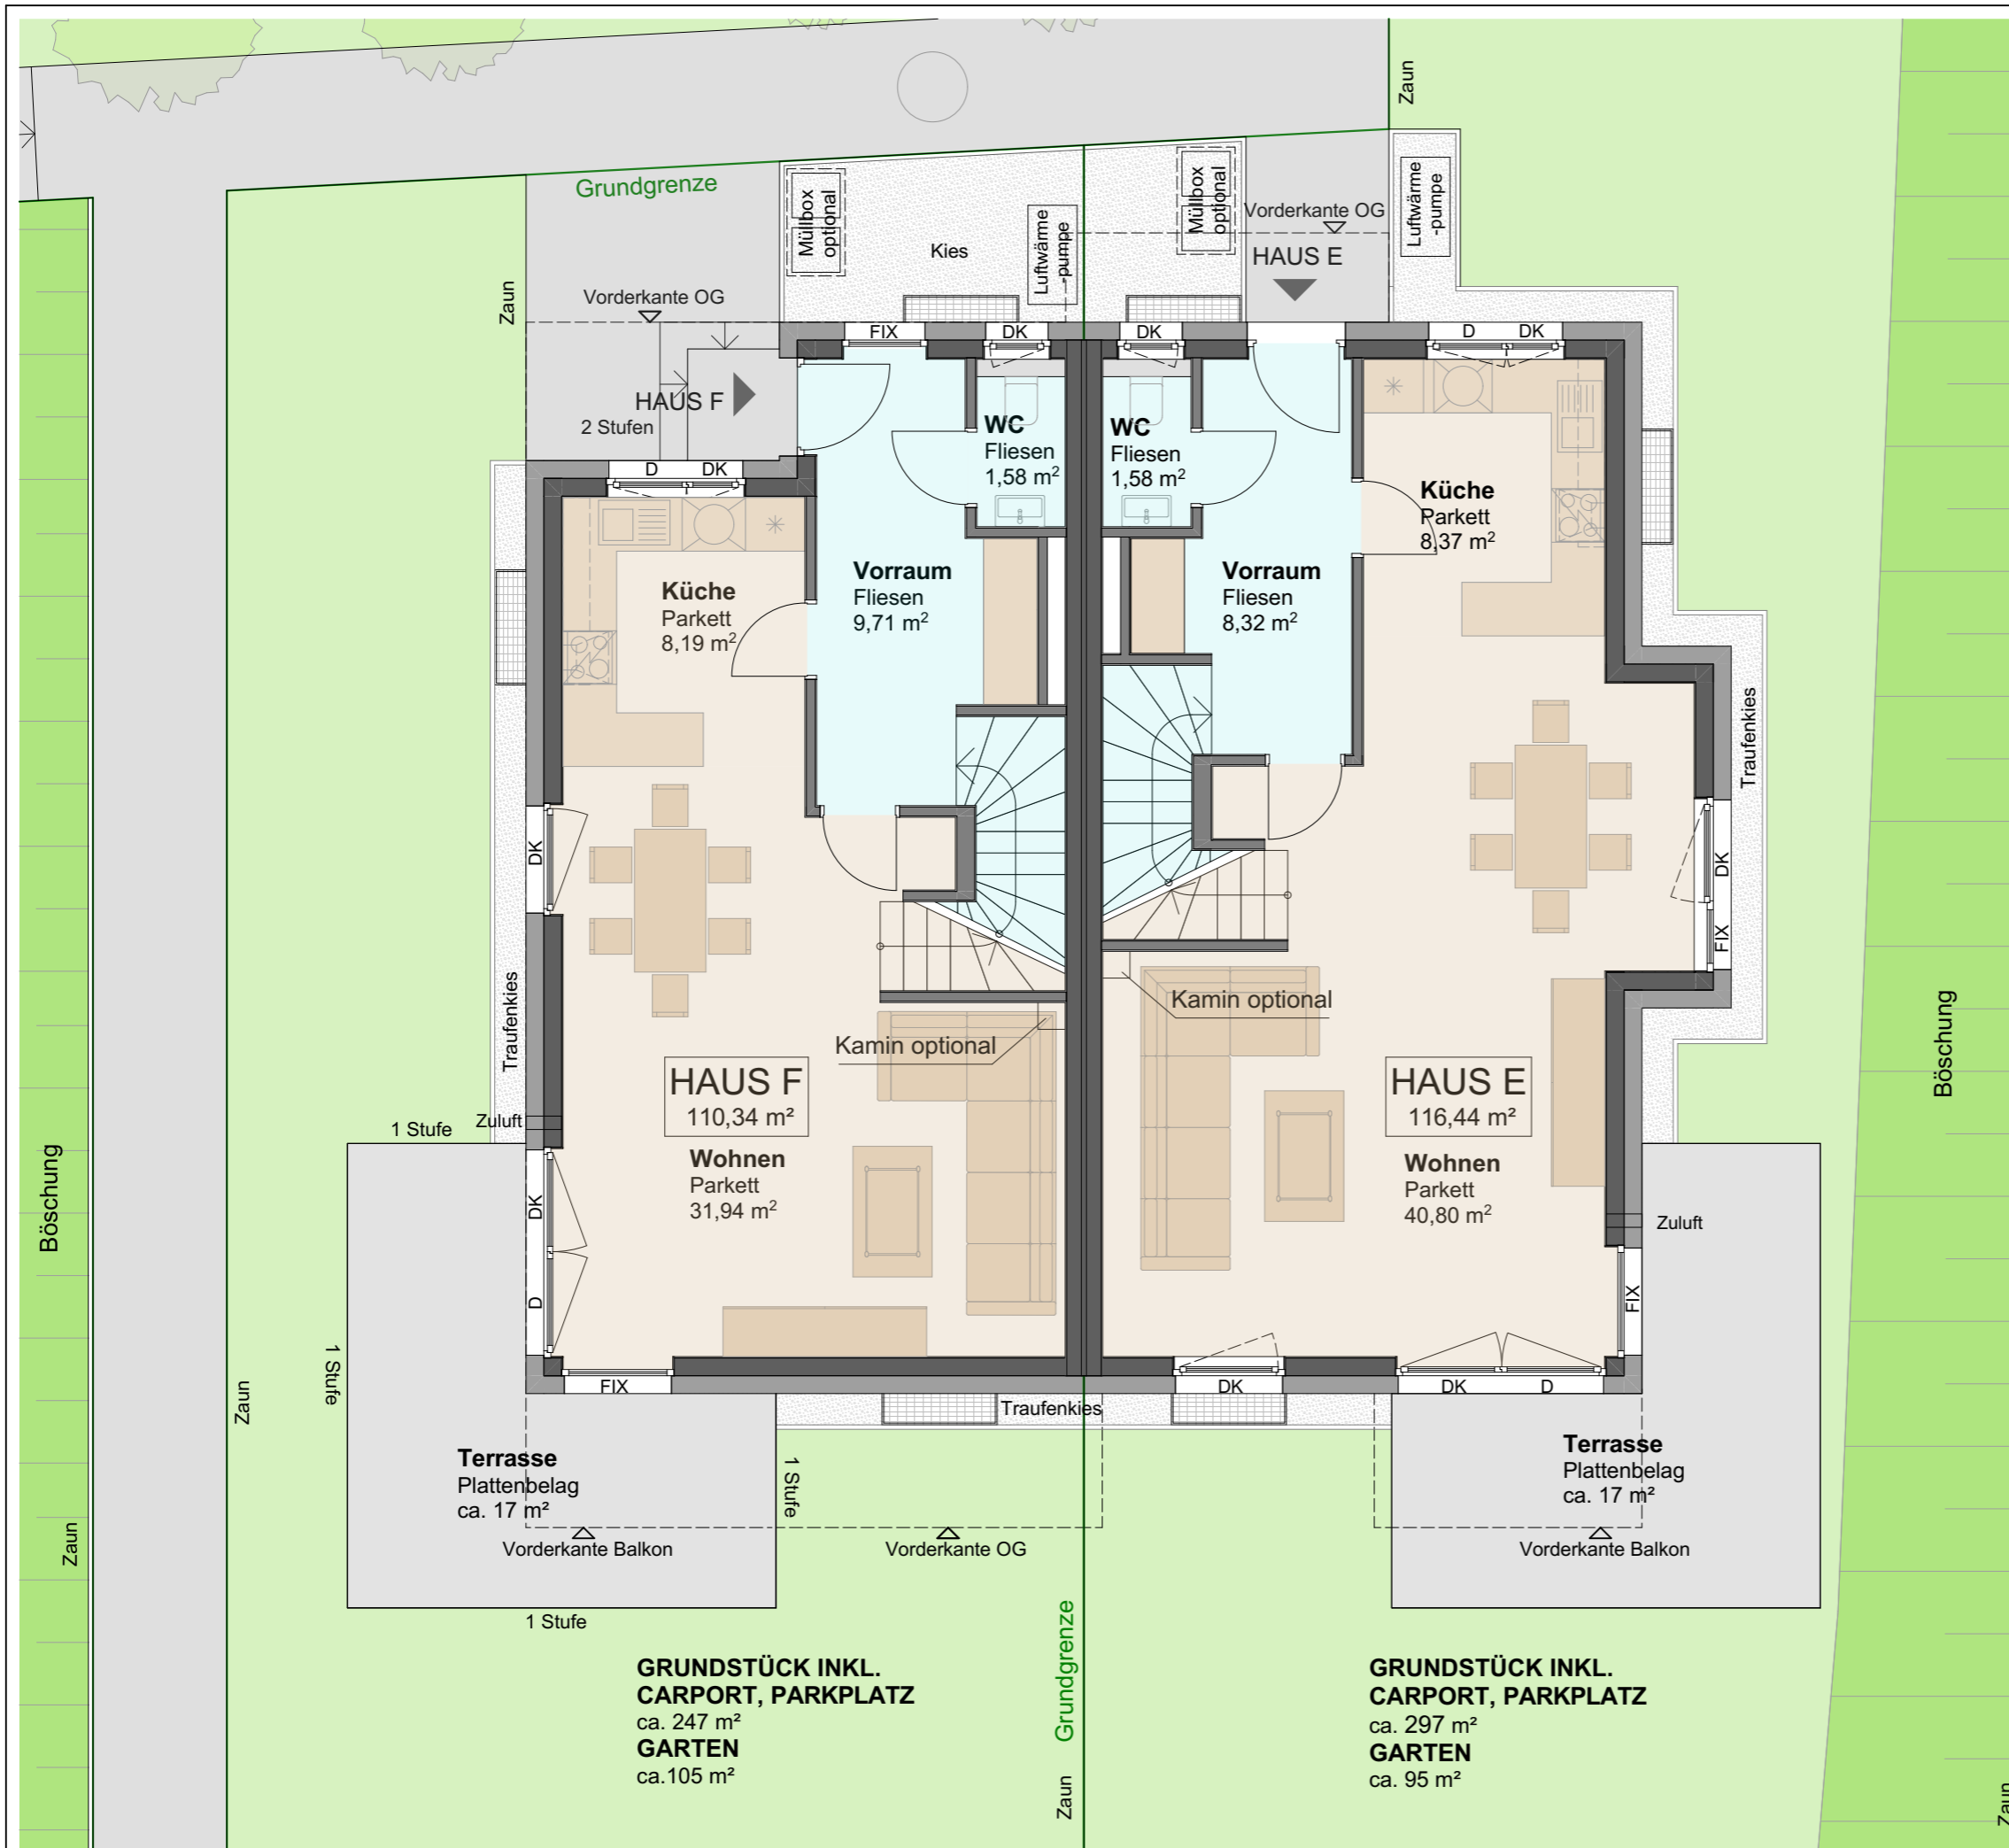 Zaun
Grundgrenze
Müllbox
optional
Müllbox
optional
Luftwärme
-pumpe
Luftwärme
-pumpe
Kies
Vorderkante OG
HAUS E
Zaun
Vorderkante OG
FIX
DK
DK
D
DK
HAUS F
2 Stufen
D
DK
WC
Fliesen
1,58 m²
WC
Fliesen
1,58 m²
Küche
Parkett
8,37 m²
Küche
Parkett
8,19 m²
Vorraum
Fliesen
9,71 m²
Vorraum
Fliesen
8,32 m²
Traufenkies
DK
DK
FIX
Traufenkies
Kamin optional
Kamin optional
HAUS F
110,34 m²
HAUS E
116,44 m²
Böschung
Böschung
1 Stufe
Zuluft
Wohnen
Parkett
31,94 m²
Wohnen
Parkett
40,80 m²
Zuluft
DK
D
FIX
1 Stufe
Zaun
FIX
DK
DK
D
Traufenkies
Terrasse
Plattenbelag
ca. 17 m²
1 Stufe
Terrasse
Plattenbelag
ca. 17 m²
Zaun
Vorderkante Balkon
Vorderkante OG
Vorderkante Balkon
1 Stufe
Grundgrenze
GRUNDSTÜCK INKL.
CARPORT, PARKPLATZ
ca. 247 m²
GARTEN
ca.105 m²
GRUNDSTÜCK INKL.
CARPORT, PARKPLATZ
ca. 297 m²
GARTEN
ca. 95 m²
Zaun
Zaun